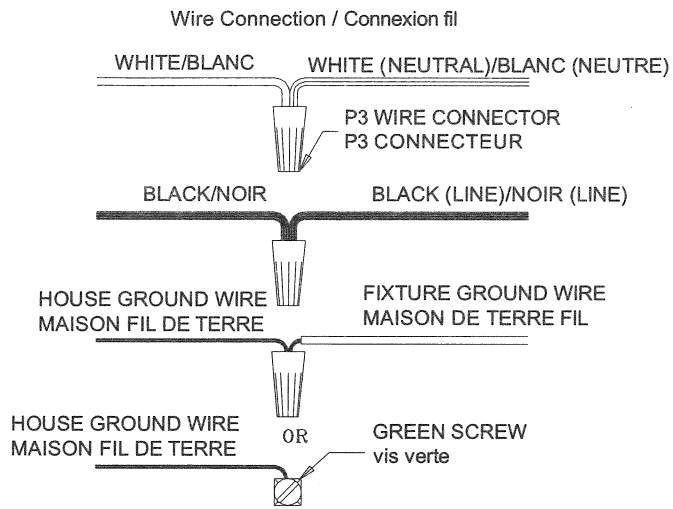 Wire Connection / Connexion fil
WHITE/BLANC
WHITE (NEUTRAL)/BLANC (NEUTRE)
P3 WIRE CONNECTOR
P3 CONNECTEUR
BLACK/NOIR
BLACK (LINE)/NOIR (LINE)
HOUSE GROUND WIRE
MAISON FIL DE TERRE
FIXTURE GROUND WIRE
MAISON DE TERRE FIL
OR
HOUSE GROUND WIRE
MAISON FIL DE TERRE
GREEN SCREW
vis verte